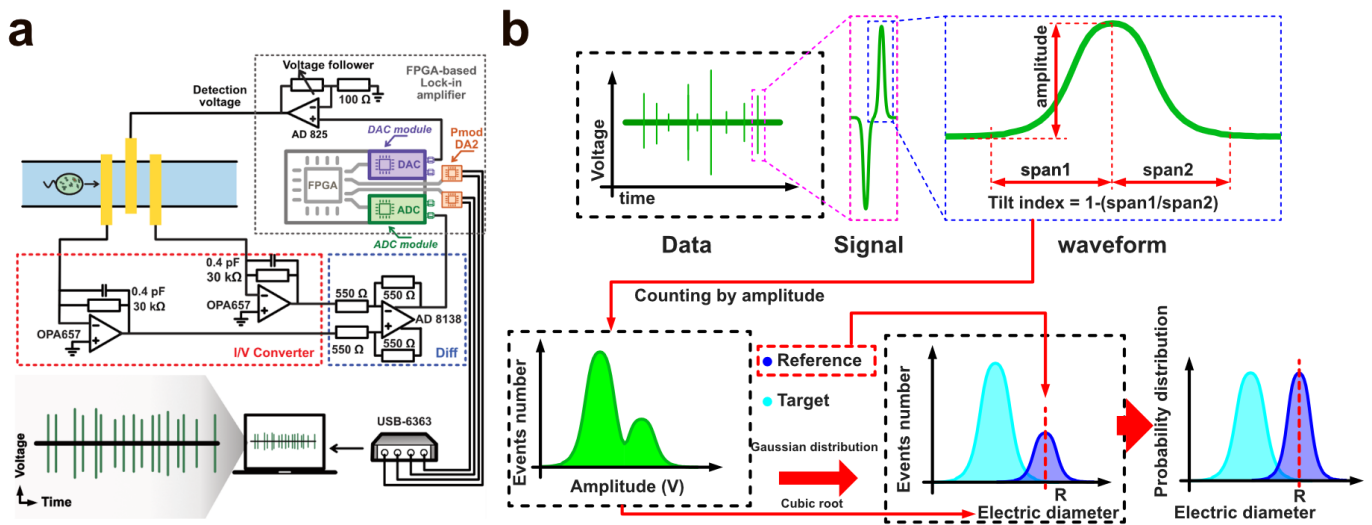 a
Voltage follower
FPGA-based
Lock-in
amplifier
Detection
voltage
100 Ω
AD 825
DAC module
Pmod
DA2
DAC
FPGA
ADC
ADC module
0.4 pF
30 kΩ
0.4 pF
30 kΩ
OPA657
OPA657
I/V Converter
550 Ω
550 Ω
AD 8138
550 Ω
550 Ω
Diff
Voltage
Time
USB-6363
b
Voltage
time
Data
Signal
amplitude
span1
span2
Tilt index = 1-(span1/span2)
waveform
Counting by amplitude
Events number
Amplitude (V)
Reference
Target
Gaussian distribution
Cubic root
Events number
R
Electric diameter
Probability distribution
R
Electric diameter